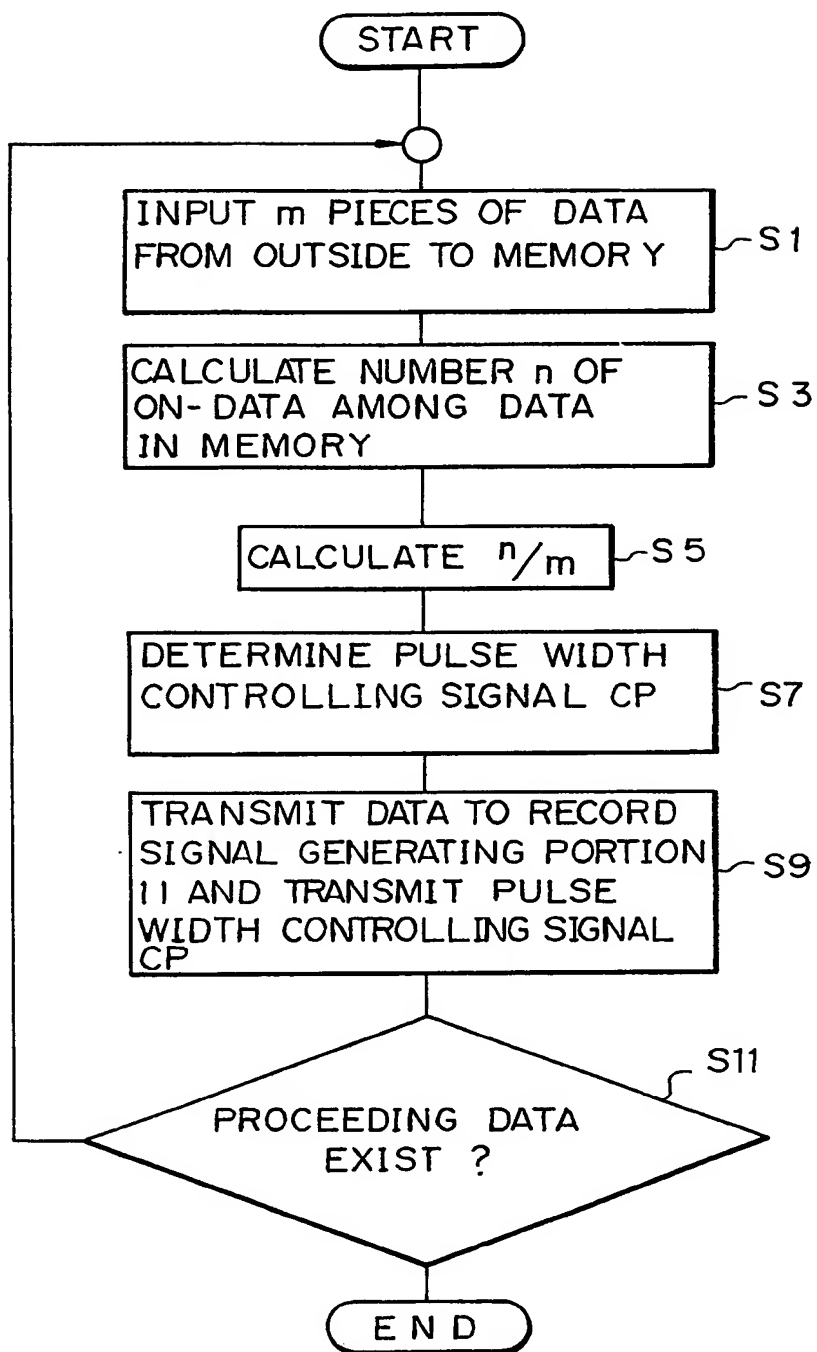 START
INPUT m PIECES OF DATA
FROM OUTSIDE TO MEMORY
S1
CALCULATE NUMBER n OF
ON-DATA AMONG DATA
IN MEMORY
S3
CALCULATE n/m
S5
DETERMINE PULSE WIDTH
CONTROLLING SIGNAL CP
S7
TRANSMIT DATA TO RECORD
SIGNAL GENERATING PORTION
11 AND TRANSMIT PULSE
WIDTH CONTROLLING SIGNAL
CP
S9
PROCEEDING DATA
EXIST ?
S11
END